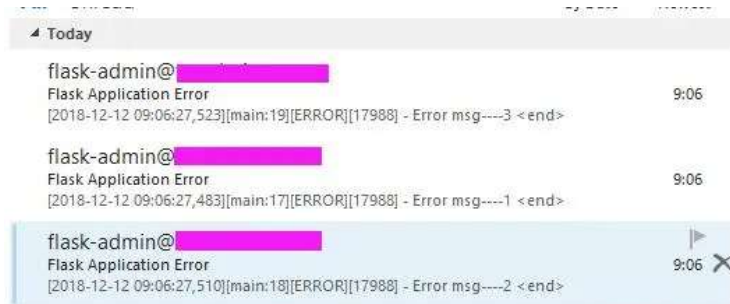 Today
flask-admin@
Flask Application Error
9:06
[2018-12-12 09:06:27,523][main:19][ERROR][17988] - Error msg----3 <end>
flask-admin@
Flask Application Error
9:06
[2018-12-12 09:06:27,483][main:17][ERROR][17988] - Error msg----1 <end>
flask-admin@
Flask Application Error
9:06
[2018-12-12 09:06:27,510][main:18][ERROR][17988] - Error msg----2 <end>